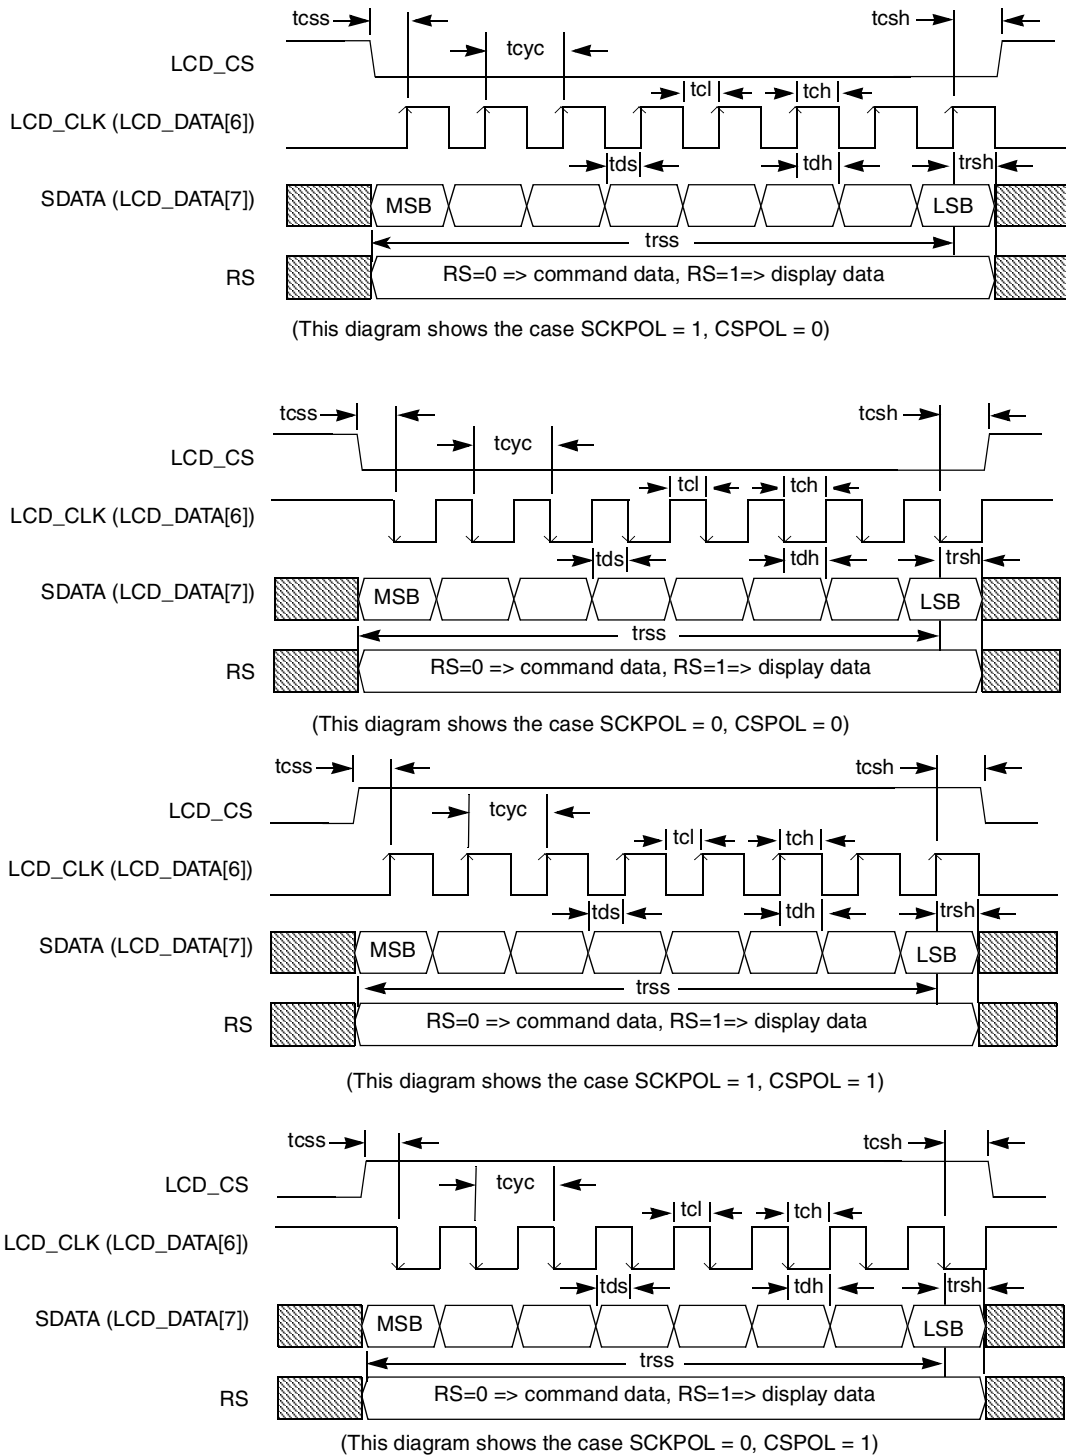 tcss
tcsh
LCD_CS
tcyc
tcl
tch
LCD_CLK (LCD_DATA[6])
tds
tdh
trsh
SDATA (LCD_DATA[7])
MSB
LSB
trss
RS
RS=0 => command data, RS=1=> display data
(This diagram shows the case SCKPOL = 1, CSPOL = 0)
tcss
tcsh
LCD_CS
tcyc
tcl
tch
LCD_CLK (LCD_DATA[6])
tds
tdh
trsh
SDATA (LCD_DATA[7])
MSB
LSB
trss
RS
RS=0 => command data, RS=1=> display data
(This diagram shows the case SCKPOL = 0, CSPOL = 0)
tcss
tcsh
LCD_CS
tcyc
tcl
tch
LCD_CLK (LCD_DATA[6])
tds
tdh
trsh
SDATA (LCD_DATA[7])
MSB
LSB
trss
RS
RS=0 => command data, RS=1=> display data
(This diagram shows the case SCKPOL = 1, CSPOL = 1)
tcss
tcsh
LCD_CS
tcyc
tcl
tch
LCD_CLK (LCD_DATA[6])
tds
tdh
trsh
SDATA (LCD_DATA[7])
MSB
LSB
trss
RS
RS=0 => command data, RS=1=> display data
(This diagram shows the case SCKPOL = 0, CSPOL = 1)